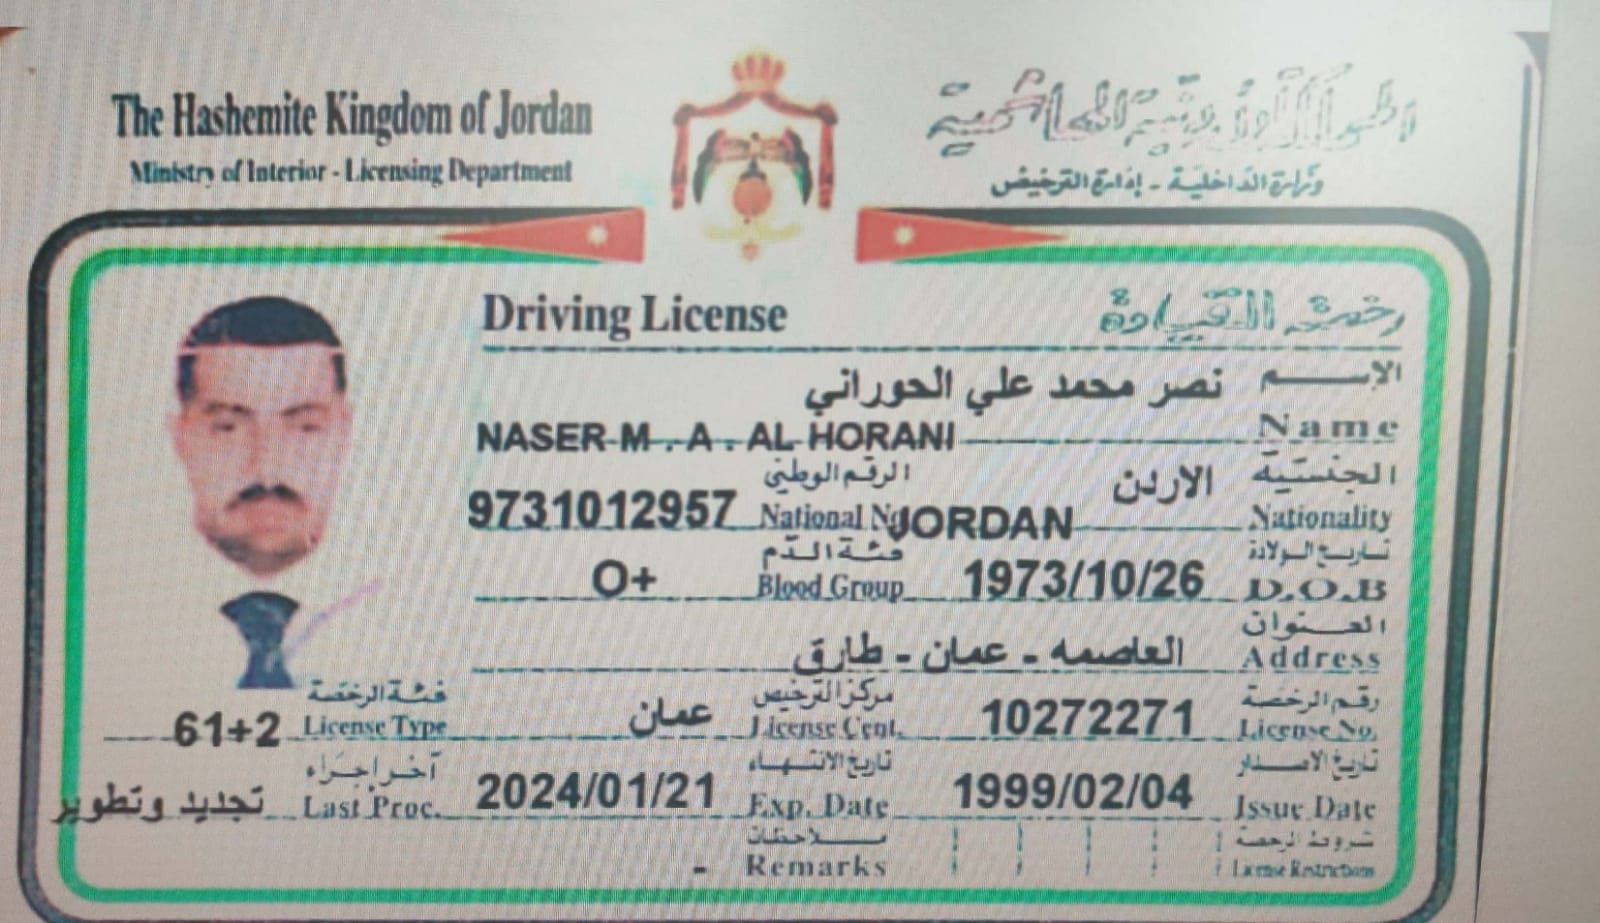 The Hashemite Kingdom of Jordan
المملكة الأردنية الهاشمية
Ministry of Interior - Licensing Department
وزارة الداخلية - إدارة الترخيص
Driving License
رخصة القيادة
الإسم نصر محمد علي الحوراني
NASER M . A . AL HORANI Name
الجنسية الاردن الرقم الوطني
9731012957 National No JORDAN Nationality
تاريخ الولادة فئة الدم
O+ Blood Group 1973/10/26 D.O.B
العنوان
العاصمه - عمان - طارق Address
رقم الرخصة مركز الترخيص فئة الرخصة
61+2 License Type عمان License Cent. 10272271 License No.
تاريخ الاصدار تاريخ الانتهاء آخر اجراء
تجديد وتطوير Last Proc. 2024/01/21 Exp. Date 1999/02/04 Issue Date
شروط الرخصة ملاحظات
- Remarks License Restrictions